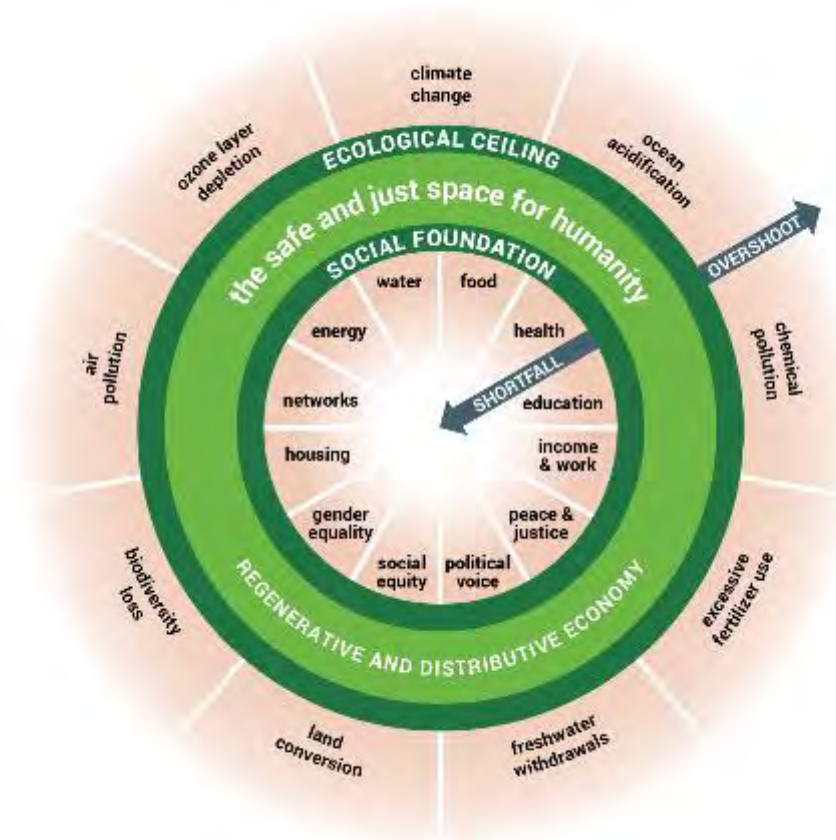 climate
change
ocean
acidification
OVERSHOOT
chemical
pollution
excessive
fertilizer use
freshwater
withdrawals
land
conversion
biodiversity
loss
air
pollution
ozone layer
depletion
ECOLOGICAL CEILING
the safe and just space for humanity
SOCIAL FOUNDATION
water
food
energy
health
SHORTFALL
networks
education
housing
income
& work
gender
equality
peace &
justice
social
equity
political
voice
REGENERATIVE AND DISTRIBUTIVE ECONOMY